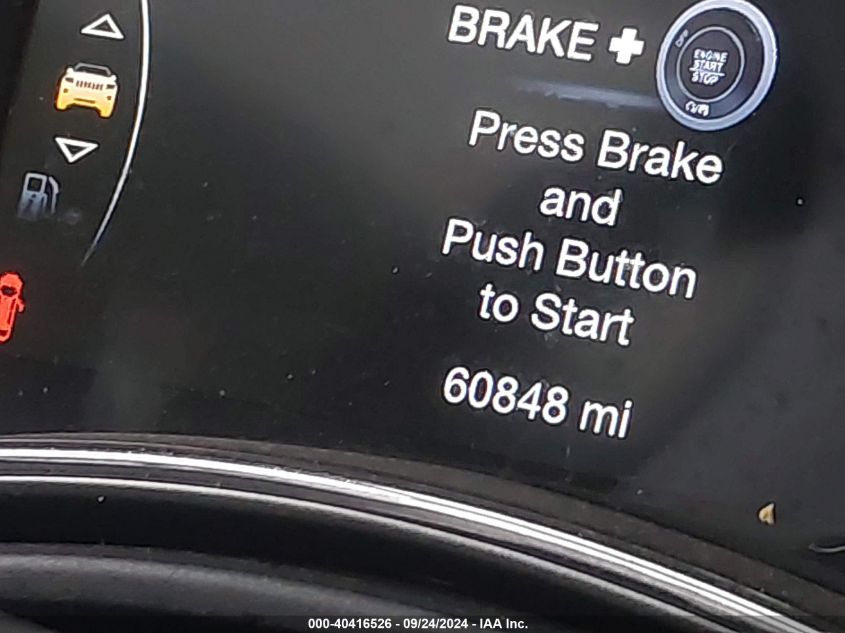 BRAKE +
OFF
ENGINE
START
STOP
Press Brake
and
Push Button
to Start
60848 mi
000-40416526 - 09/24/2024 - IAA Inc.